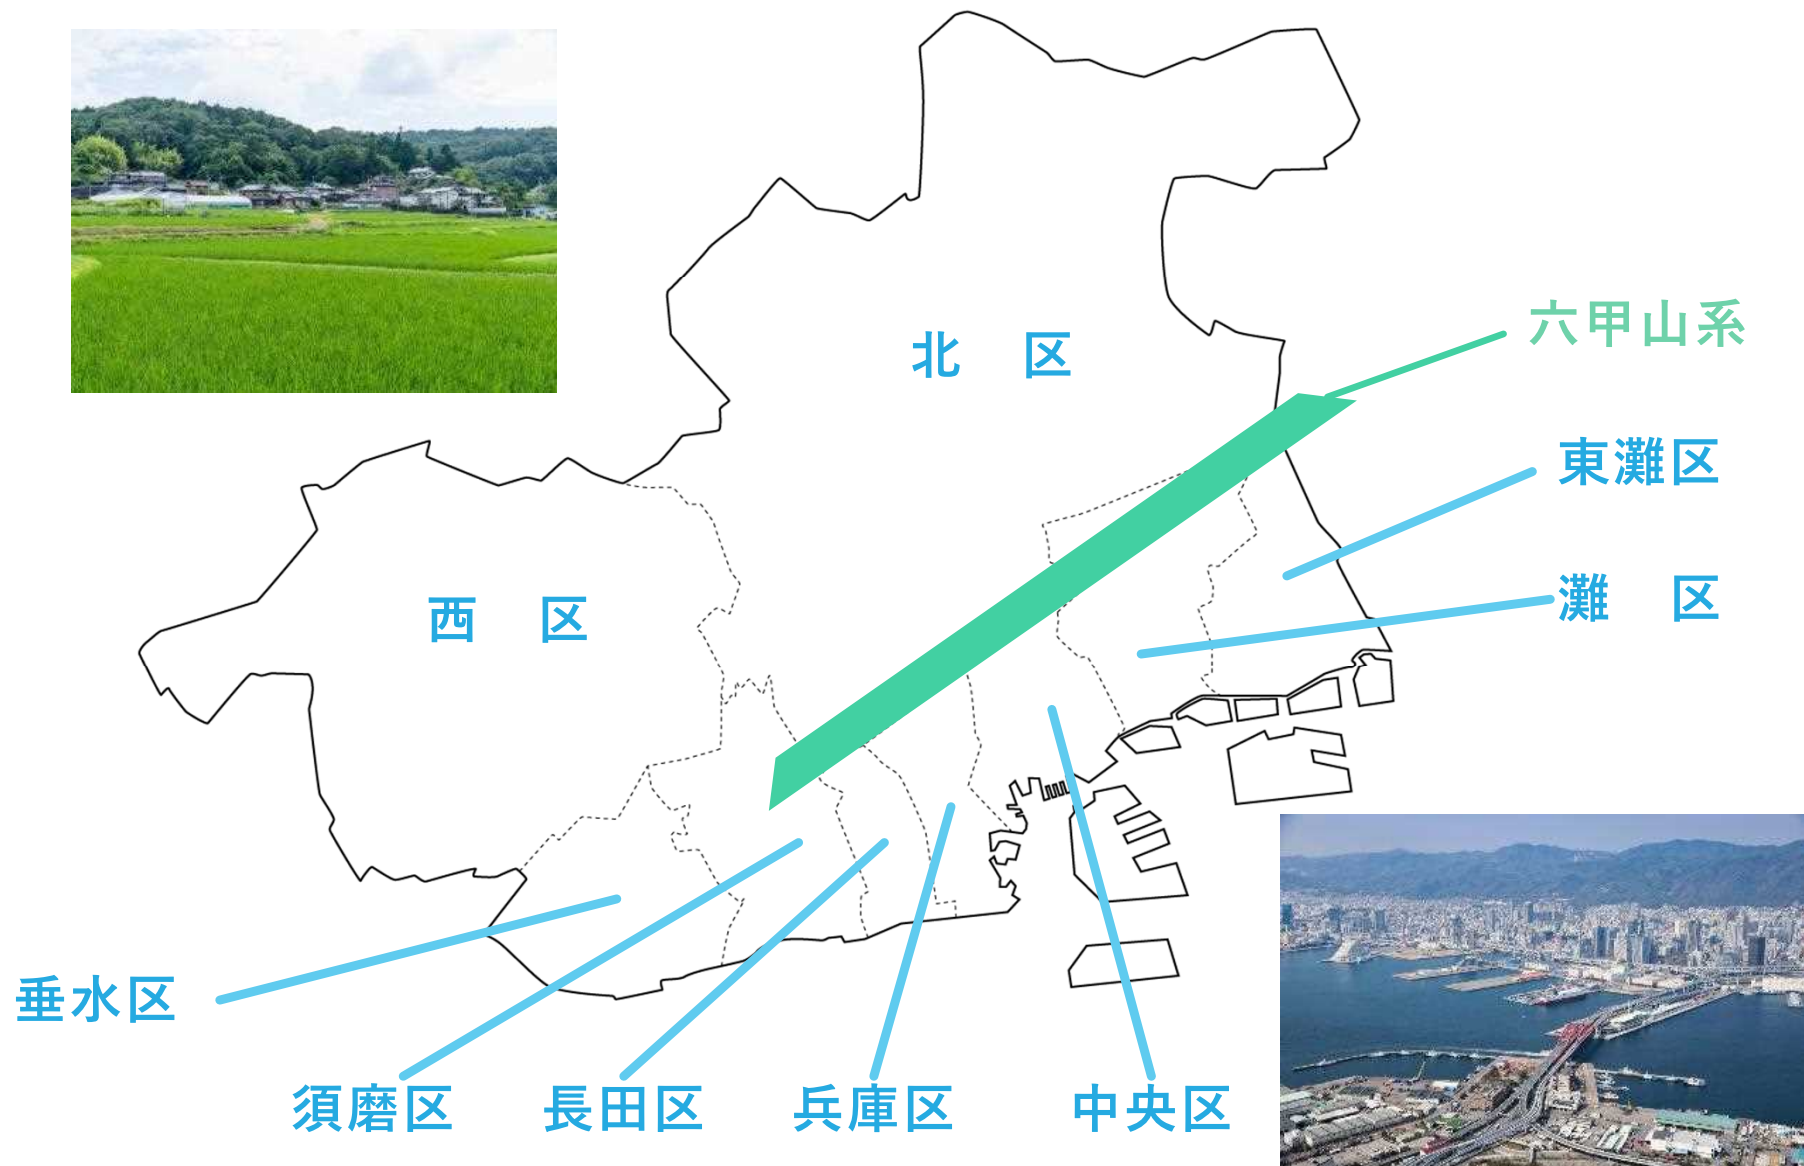 六甲山系
北　区
東灘区
灘　区
西　区
垂水区
須磨区
長田区
兵庫区
中央区